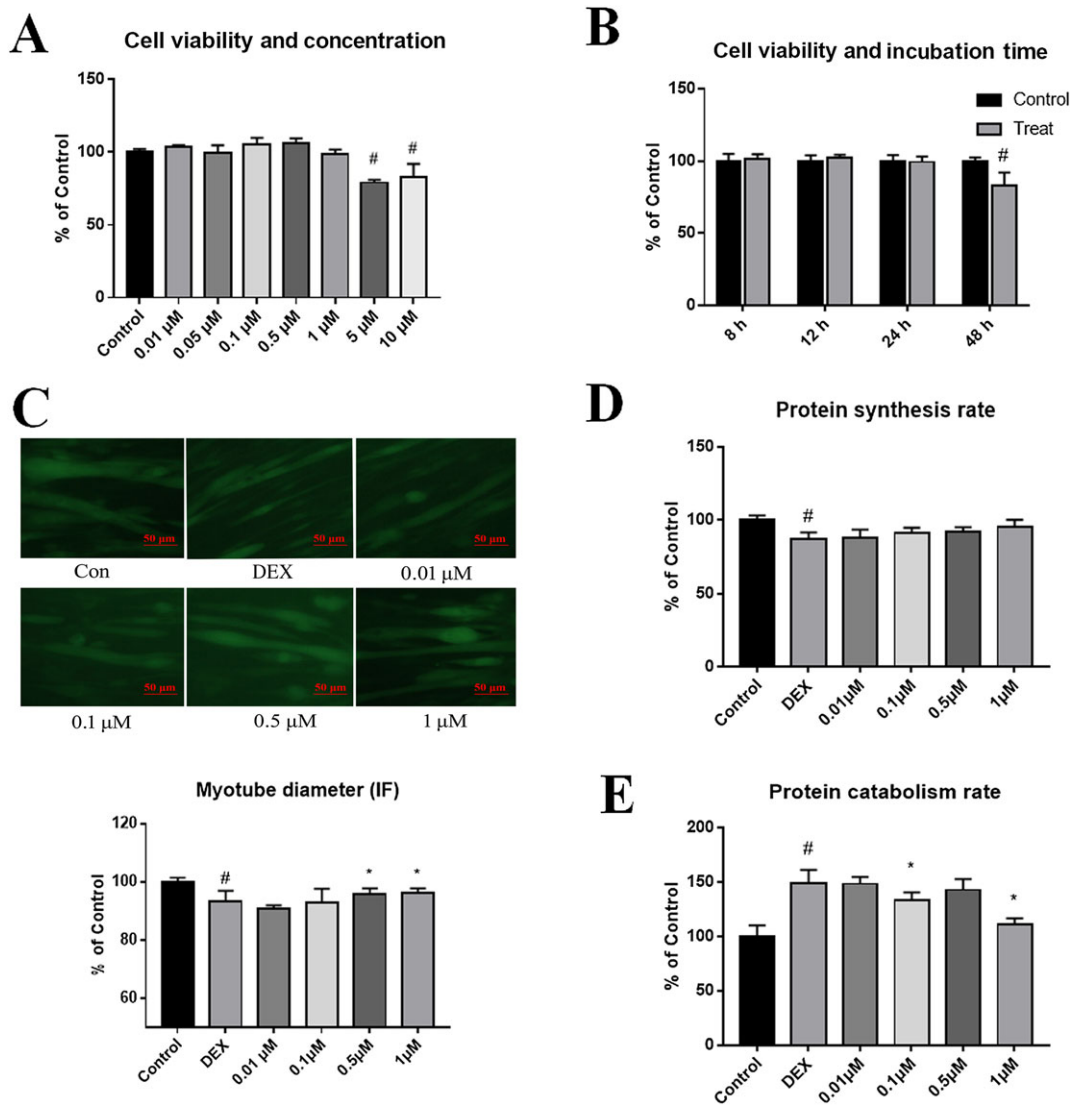 A
Cell viability and concentration
150
100
50
0
% of Control
# #
Control 0.01 μM 0.05 μM 0.1 μM 0.5 μM 1 μM 5 μM 10 μM
B
Cell viability and incubation time
150
100
50
0
% of Control
Control
Treat
#
8 h 12 h 24 h 48 h
C
50 μm 50 μm 50 μm
Con DEX 0.01 μM
50 μm 50 μm 50 μm
0.1 μM 0.5 μM 1 μM
Myotube diameter (IF)
120
100
80
60
% of Control
# * *
Control DEX 0.01 μM 0.1μM 0.5μM 1μM
D
Protein synthesis rate
150
100
50
0
% of Control
#
Control DEX 0.01μM 0.1μM 0.5μM 1μM
E
Protein catabolism rate
200
150
100
50
0
% of Control
# * *
Control DEX 0.01μM 0.1μM 0.5μM 1μM